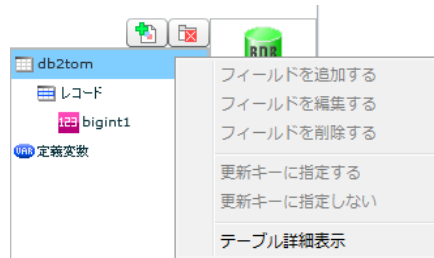 RDB
db2tom
レコード
123 bigint1
VAR 定義変数
フィールドを追加する
フィールドを編集する
フィールドを削除する
更新キーに指定する
更新キーに指定しない
テーブル詳細表示